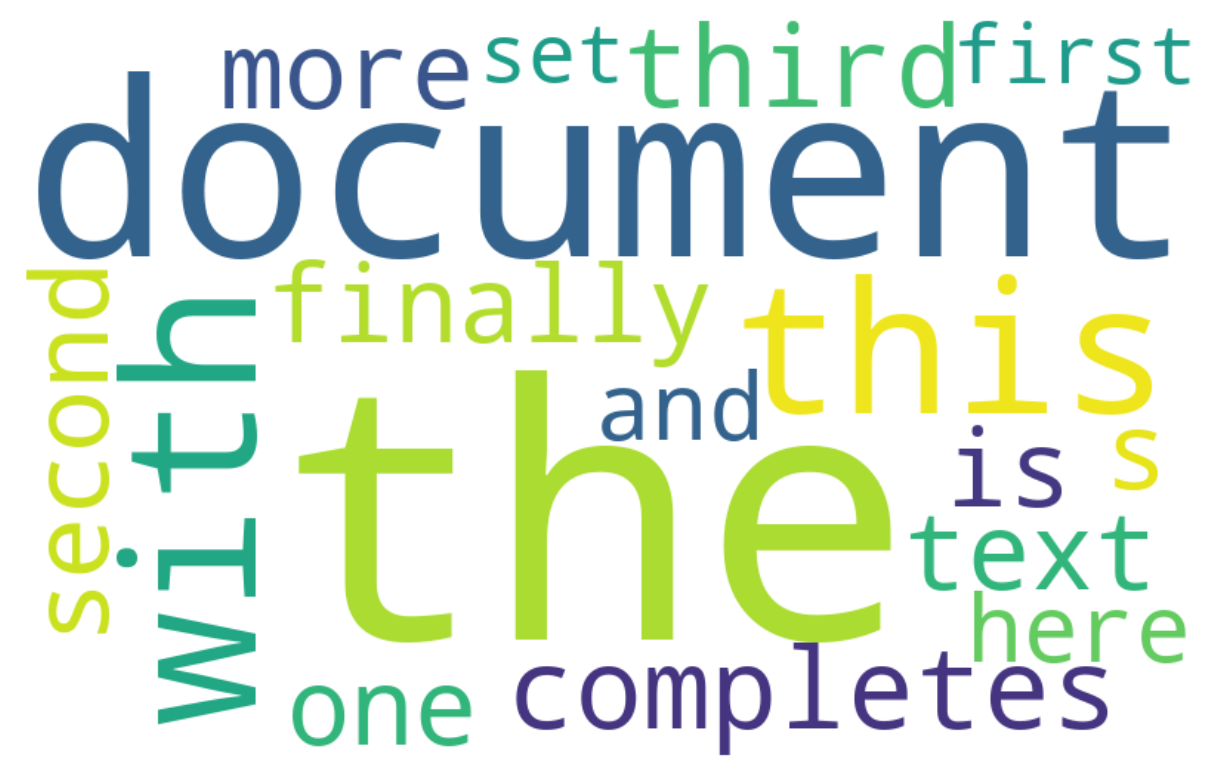 more set third first
document
second with finally this
the and is s
text
here
one completes